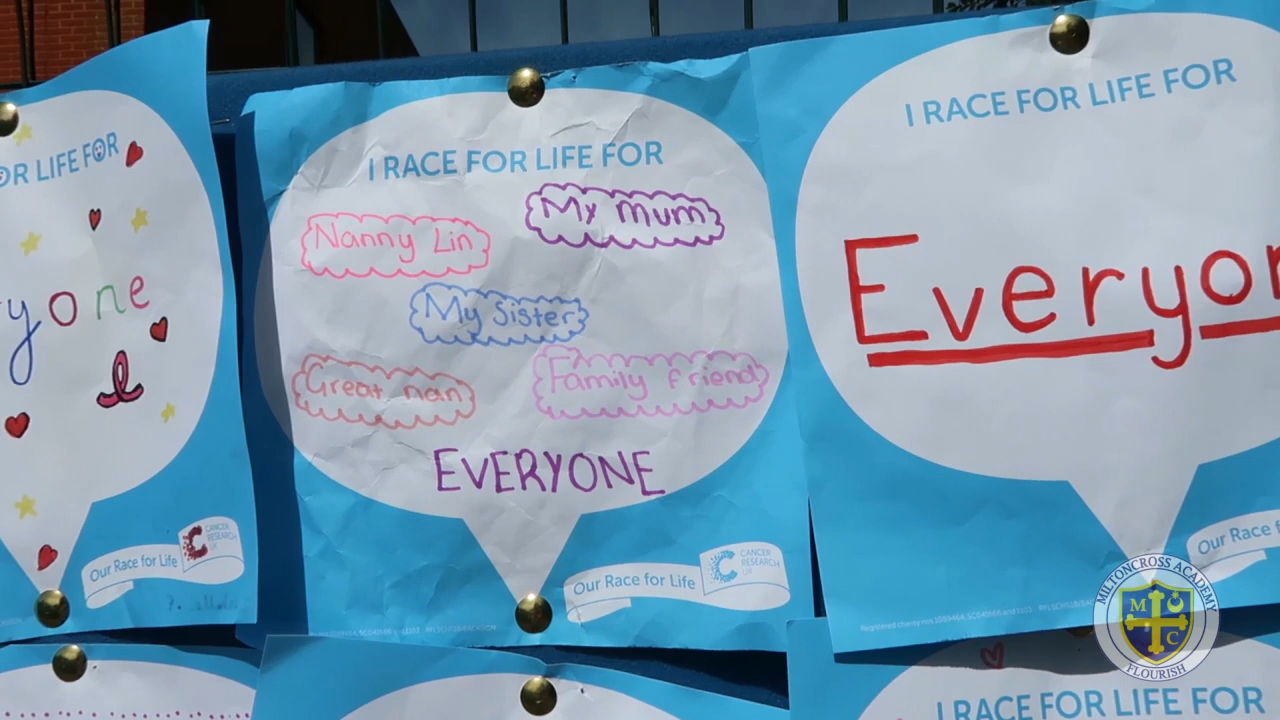 OR LIFE FOR
yone
Our Race for Life
CANCER
RESEARCH
UK
I RACE FOR LIFE FOR
Nanny Lin
My mum
My Sister
Great nan
Family friend
EVERYONE
Our Race for Life
CANCER
RESEARCH
UK
I RACE FOR LIFE FOR
Everyon
Our Race f
I RACE FOR LIFE FOR
MILTONCROSS ACADEMY
M
C
FLOURISH